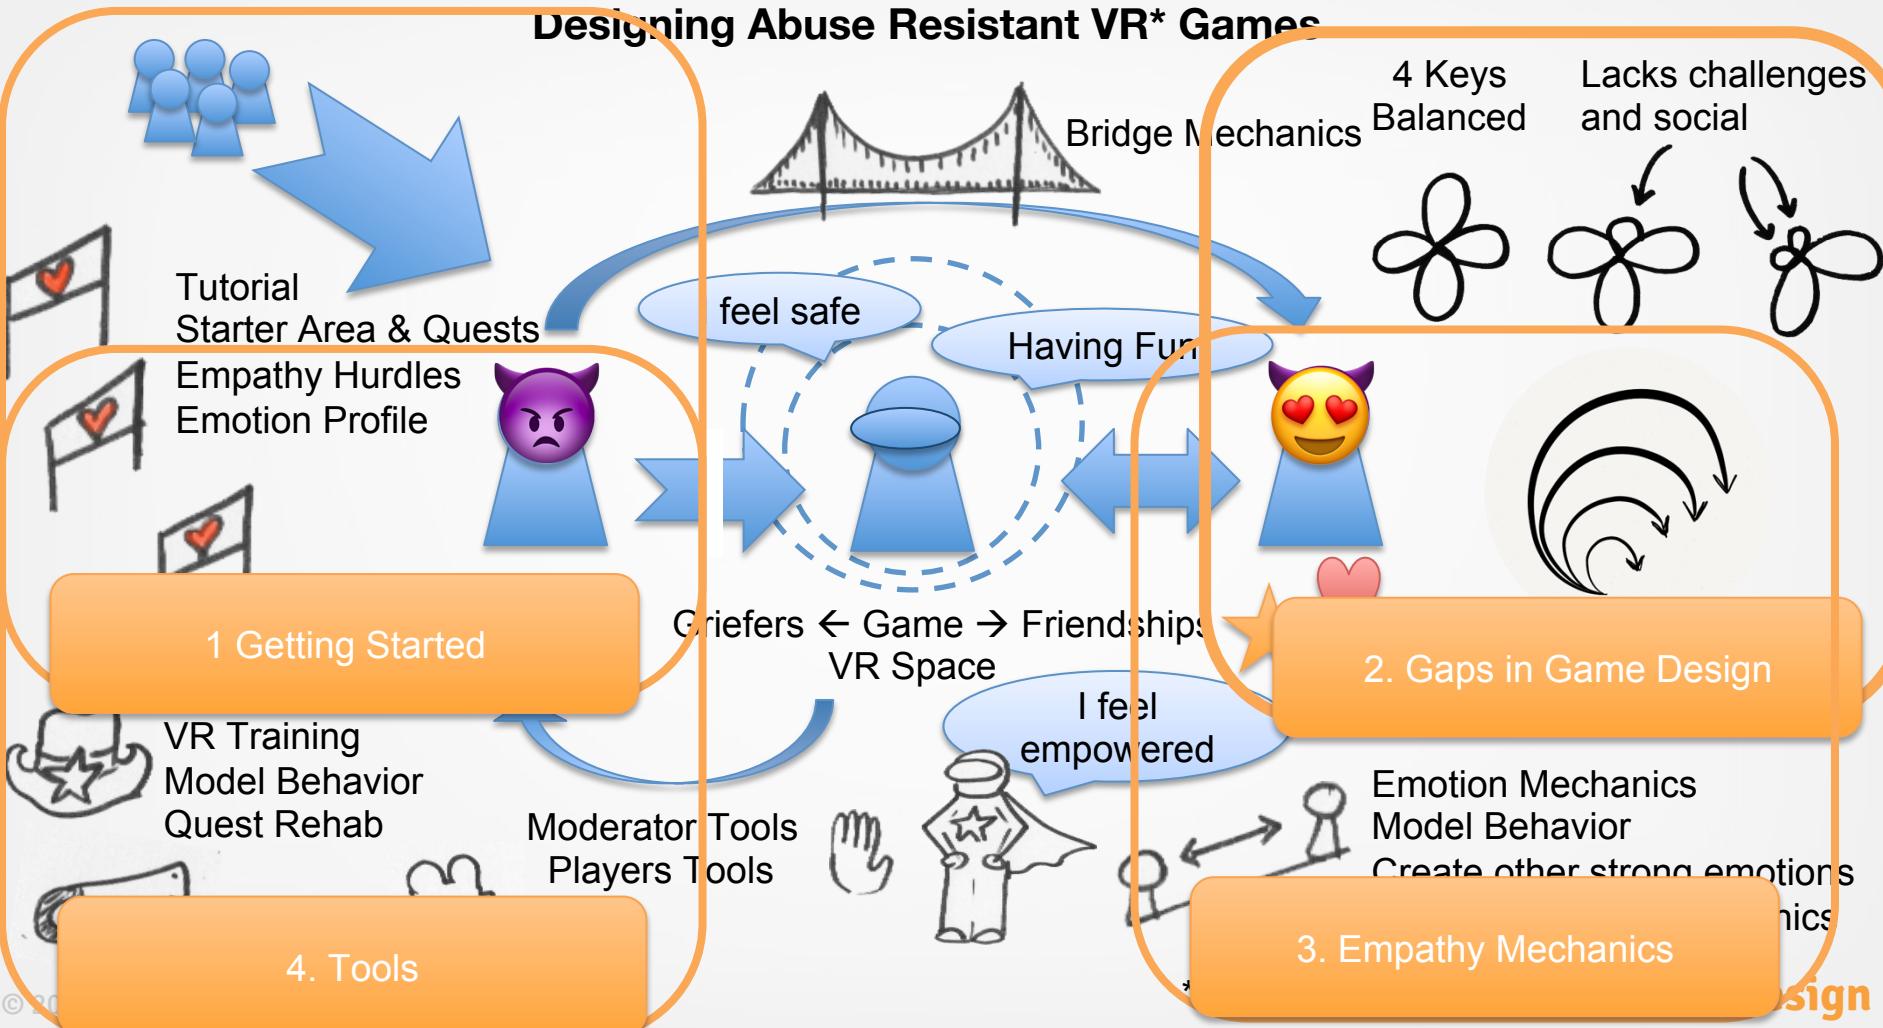 Designing Abuse Resistant VR* Games
4 Keys
Balanced
Lacks challenges
and social
Bridge Mechanics
Tutorial
Starter Area & Quests
Empathy Hurdles
Emotion Profile
feel safe
Having Fun
1 Getting Started
Griefers ← Game → Friendships
VR Space
2. Gaps in Game Design
I feel
empowered
VR Training
Model Behavior
Quest Rehab
Moderator Tools
Players Tools
Emotion Mechanics
Model Behavior
Create other strong emotions
3. Empathy Mechanics
4. Tools
©
*